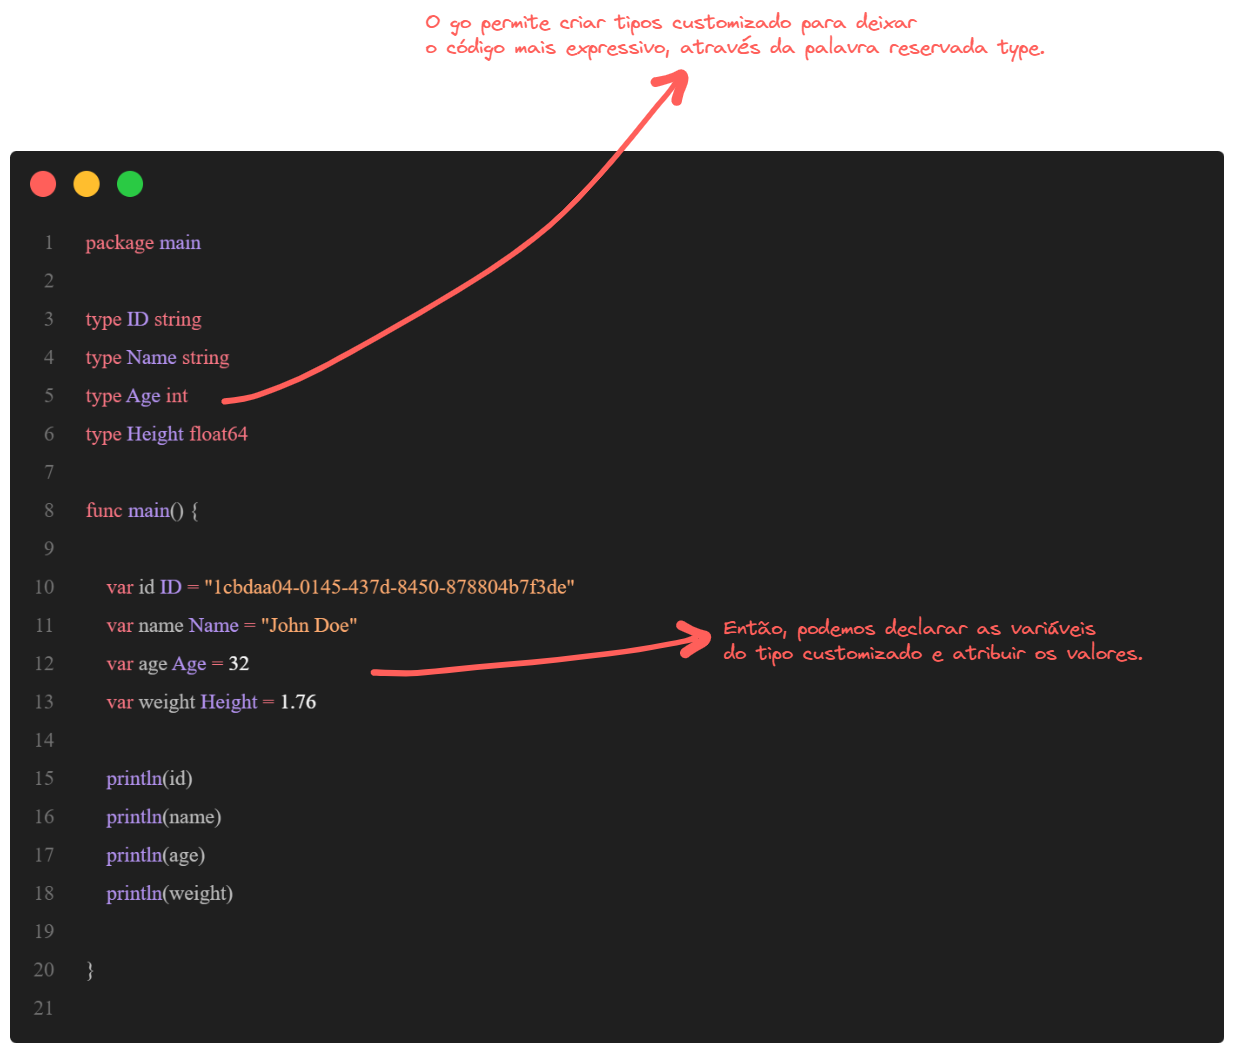 O go permite criar tipos customizado para deixar
o código mais expressivo, através da palavra reservada type.
1 package main
2
3 type ID string
4 type Name string
5 type Age int
6 type Height float64
7
8 func main() {
9
10 var id ID = "1cbdaa04-0145-437d-8450-878804b7f3de"
11 var name Name = "John Doe"
Então, podemos declarar as variáveis
12 var age Age = 32
do tipo customizado e atribuir os valores.
13 var weight Height = 1.76
14
15 println(id)
16 println(name)
17 println(age)
18 println(weight)
19
20 }
21